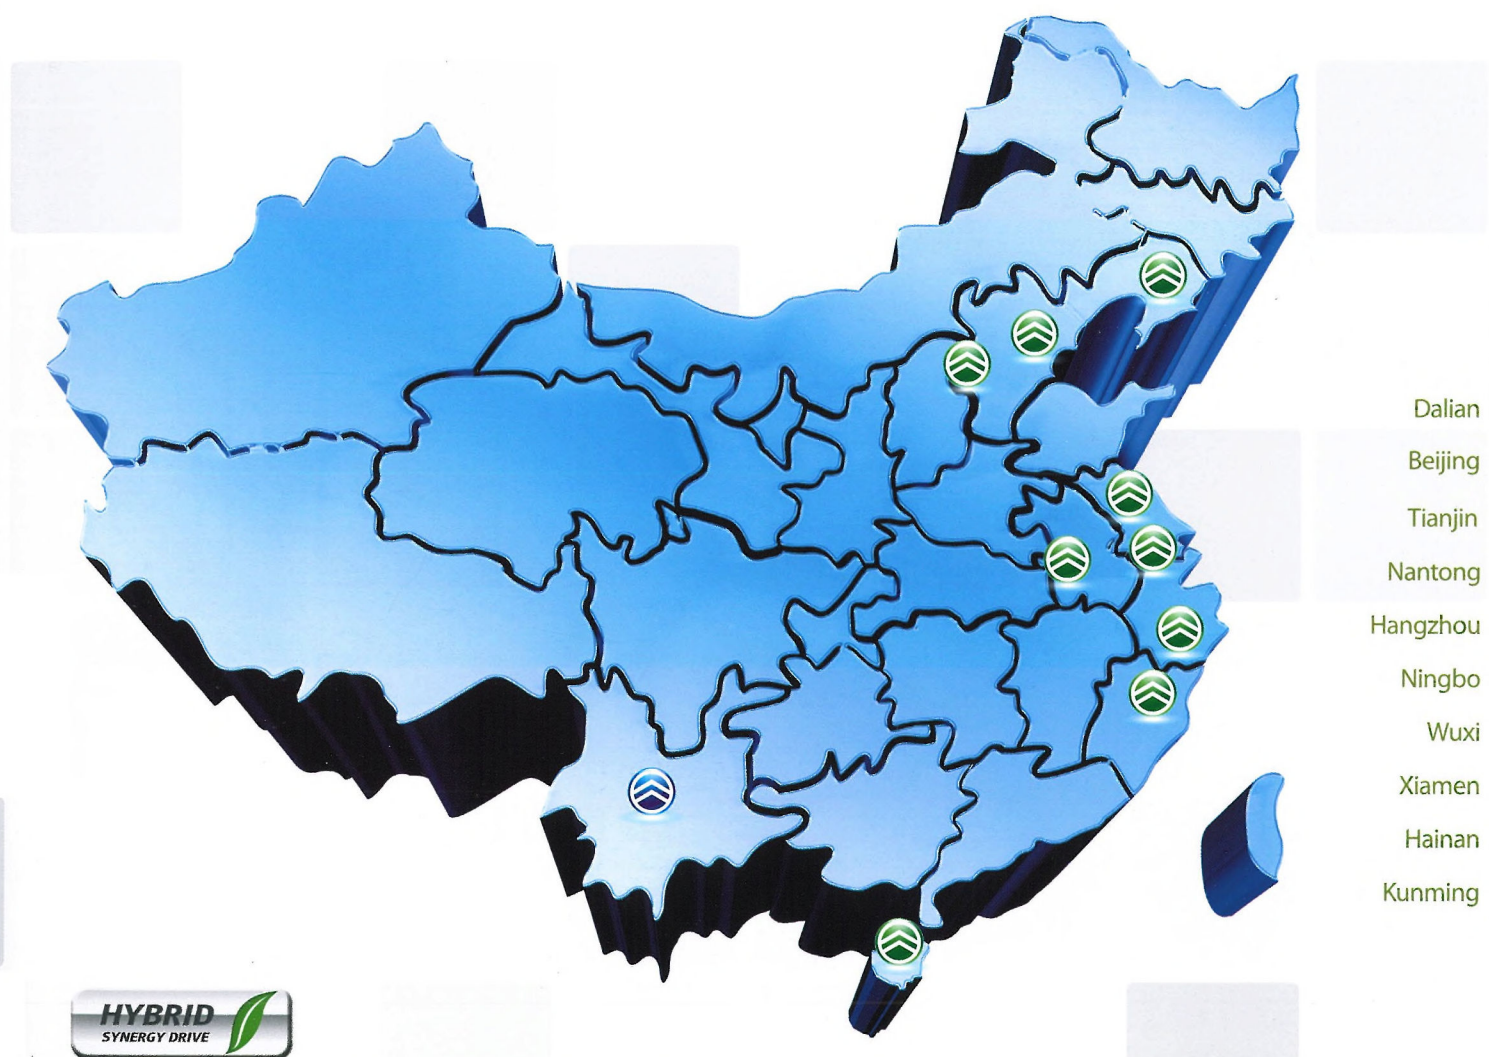 Dalian
Beijing
Tianjin
Nantong
Hangzhou
Ningbo
Wuxi
Xiamen
Hainan
Kunming
HYBRID
SYNERGY DRIVE